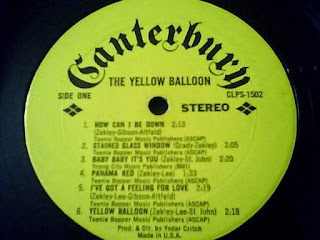 Canterbury
THE YELLOW BALLOON
SIDE ONE
CLPS-1502
STEREO
1. HOW CAN I BE DOWN 2:13
(Zekley-Gibson-Altfeld)
Teenie Bopper Music Publishers (ASCAP)
2. STAINED GLASS WINDOW (Grady-Zekley) 2:05
Teenie Bopper Music Publishers (ASCAP)
3. BABY BABY IT'S YOU (Zekley-St. John) 2:20
Young City Music Publishers (BMI)
4. PANAMA RED (Zekley-Lee) 1:33
Teenie Bopper Music Publishers (ASCAP)
5. I'VE GOT A FEELING FOR LOVE 2:19
(Zekley-Gibson-Altfeld)
Teenie Bopper Music Publishers (ASCAP)
6. YELLOW BALLOON (Zekley-Lee-St. John) 2:18
Teenie Bopper Music Publishers (ASCAP)
Prod. & Dir. by Yodar Critch
Made in U.S.A.